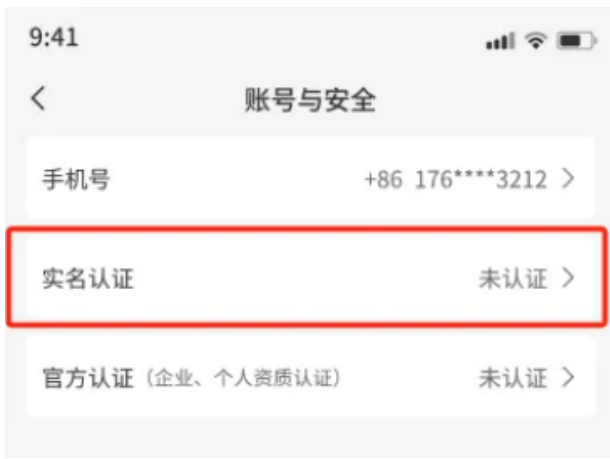 9:41
账号与安全
手机号 +86 176****3212
实名认证 未认证
官方认证（企业、个人资质认证） 未认证